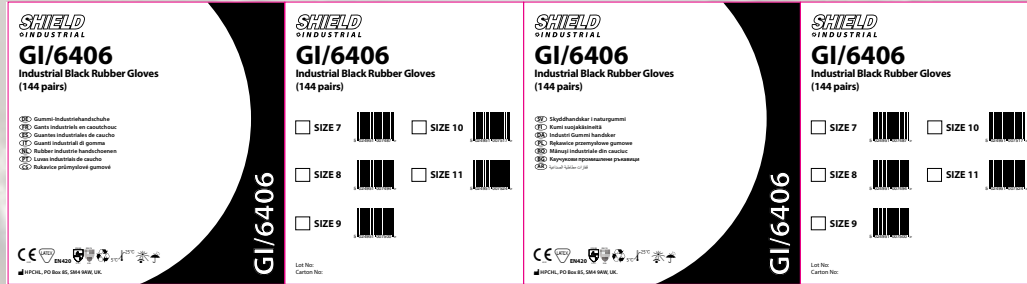 SHIELD
INDUSTRIAL
GI/6406
Industrial Black Rubber Gloves
(144 pairs)
DE Gummi-Industriehandschuhe
FR Gants industriels en caoutchouc
ES Guantes industriales de caucho
IT Guanti industriali di gomma
NL Rubber industrie handschoenen
PT Luvas industriais de caucho
CS Rukavice průmyslové gumové
CE LATEX EN420 5°C 25°C
HPCHL, PO Box 85, SM4 9AW, UK.
GI/6406
SHIELD
INDUSTRIAL
GI/6406
Industrial Black Rubber Gloves
(144 pairs)
SIZE 7
SIZE 10
SIZE 8
SIZE 11
SIZE 9
Lot No:
Carton No:
SHIELD
INDUSTRIAL
GI/6406
Industrial Black Rubber Gloves
(144 pairs)
SV Skyddhandskar i naturgummi
FI Kumi suojakäsineitä
DA Industri Gummi handsker
PL Rękawice przemysłowe gumowe
RO Mănuși industriale din cauciuc
BG Каучукови промишлени ръкавици
AR
CE LATEX EN420 5°C 25°C
HPCHL, PO Box 85, SM4 9AW, UK.
GI/6406
SHIELD
INDUSTRIAL
GI/6406
Industrial Black Rubber Gloves
(144 pairs)
SIZE 7
SIZE 10
SIZE 8
SIZE 11
SIZE 9
Lot No:
Carton No: